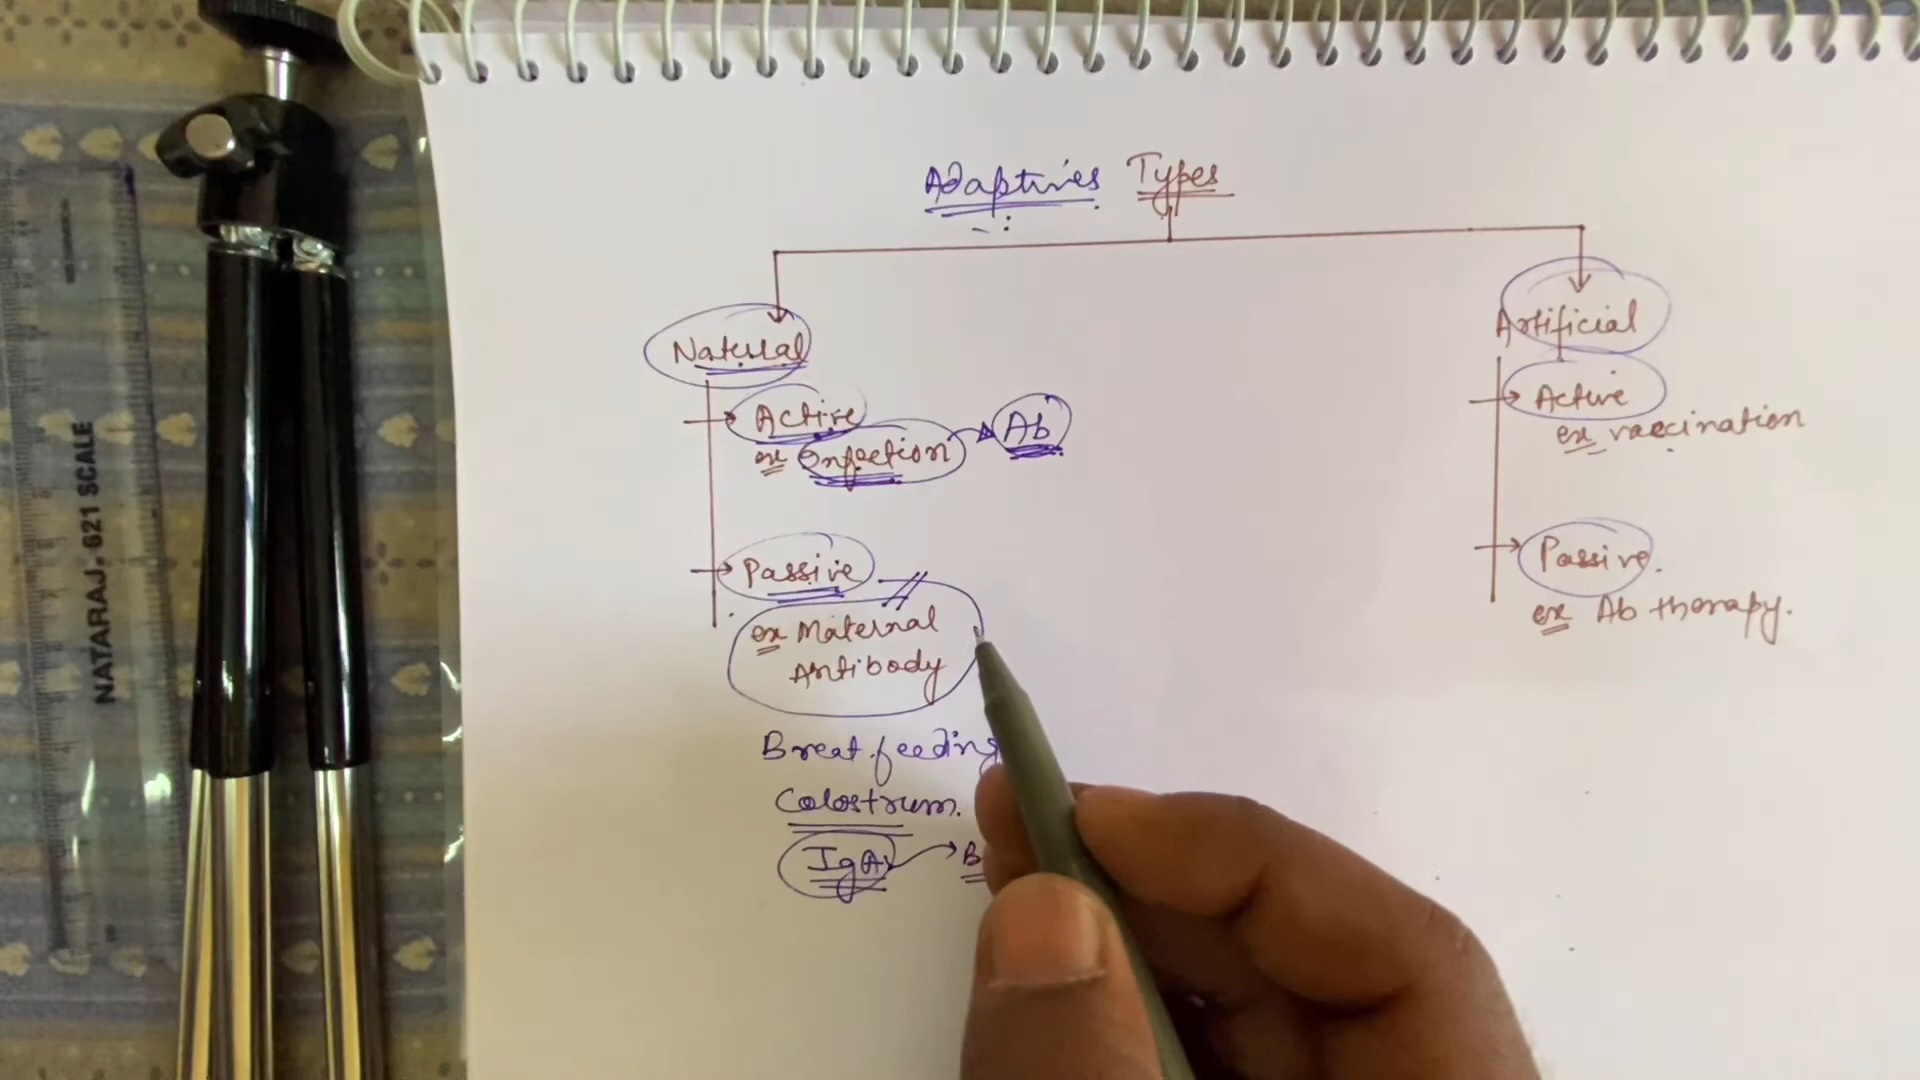 Adaptives Types
Natural
Active
ex Infection → Ab
Passive
ex Maternal
Antibody
Breat feeding
Colostrum.
IgA → B
Artificial
Active
ex vaccination
Passive.
ex Ab therapy.
NATARAJ. 621 SCALE